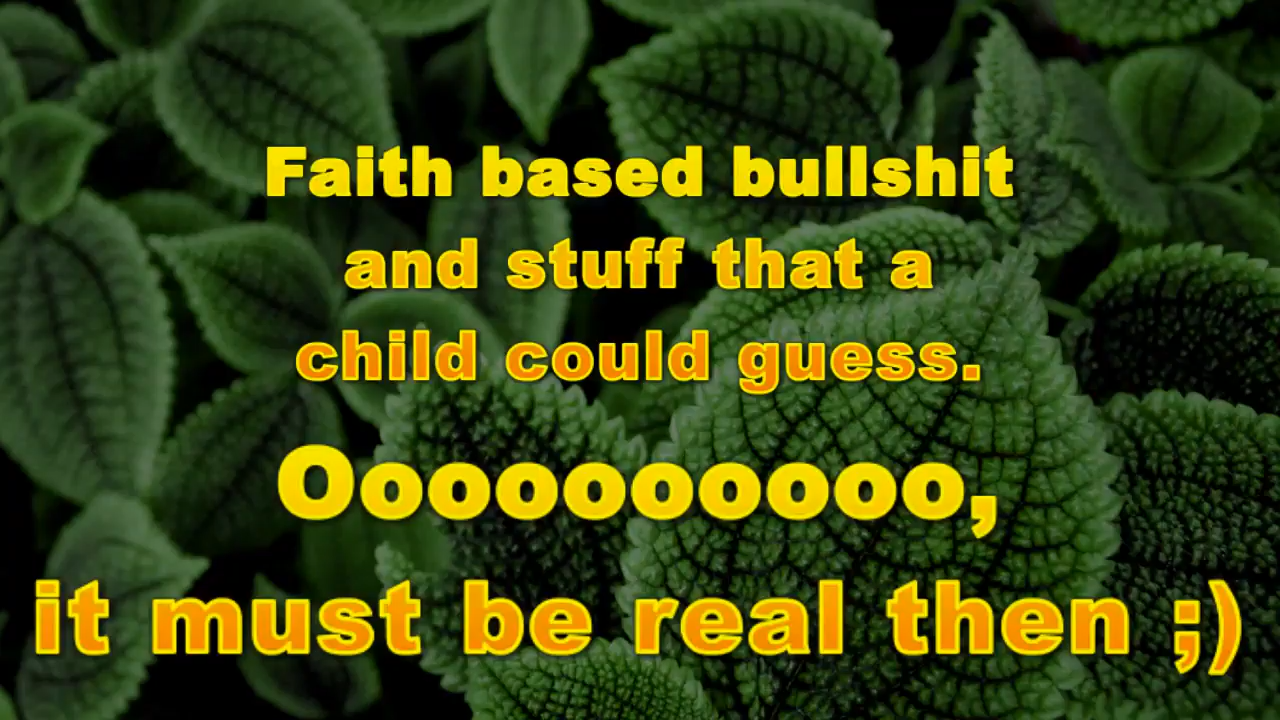 Faith based bullshit
and stuff that a
child could guess.
Oooooooooo,
it must be real then ;)